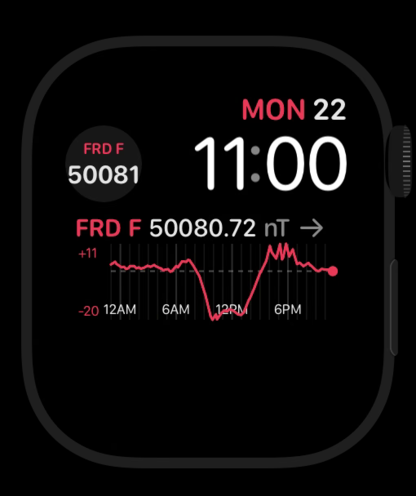 MON 22
FRD F
50081
11:00
FRD F 50080.72 nT →
+11
-20 12AM 6AM 12PM 6PM